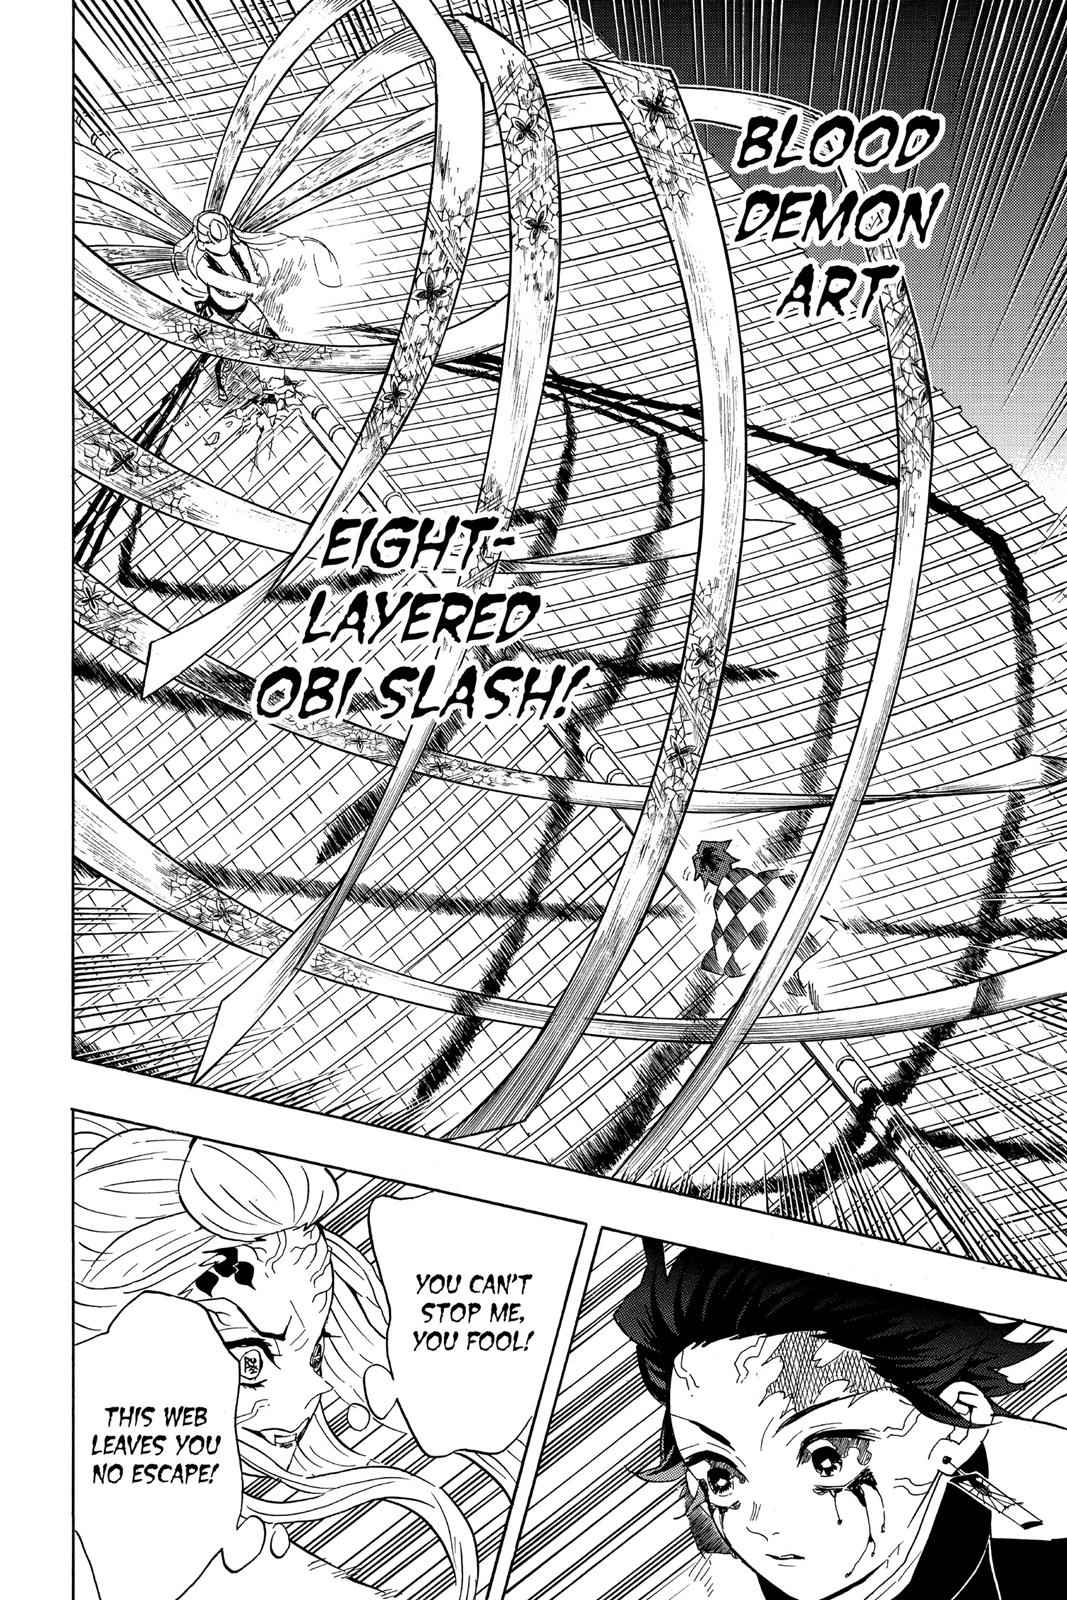 BLOOD
DEMON
ART
EIGHT-
LAYERED
OBI SLASH!
YOU CAN'T
STOP ME,
YOU FOOL!
THIS WEB
LEAVES YOU
NO ESCAPE!